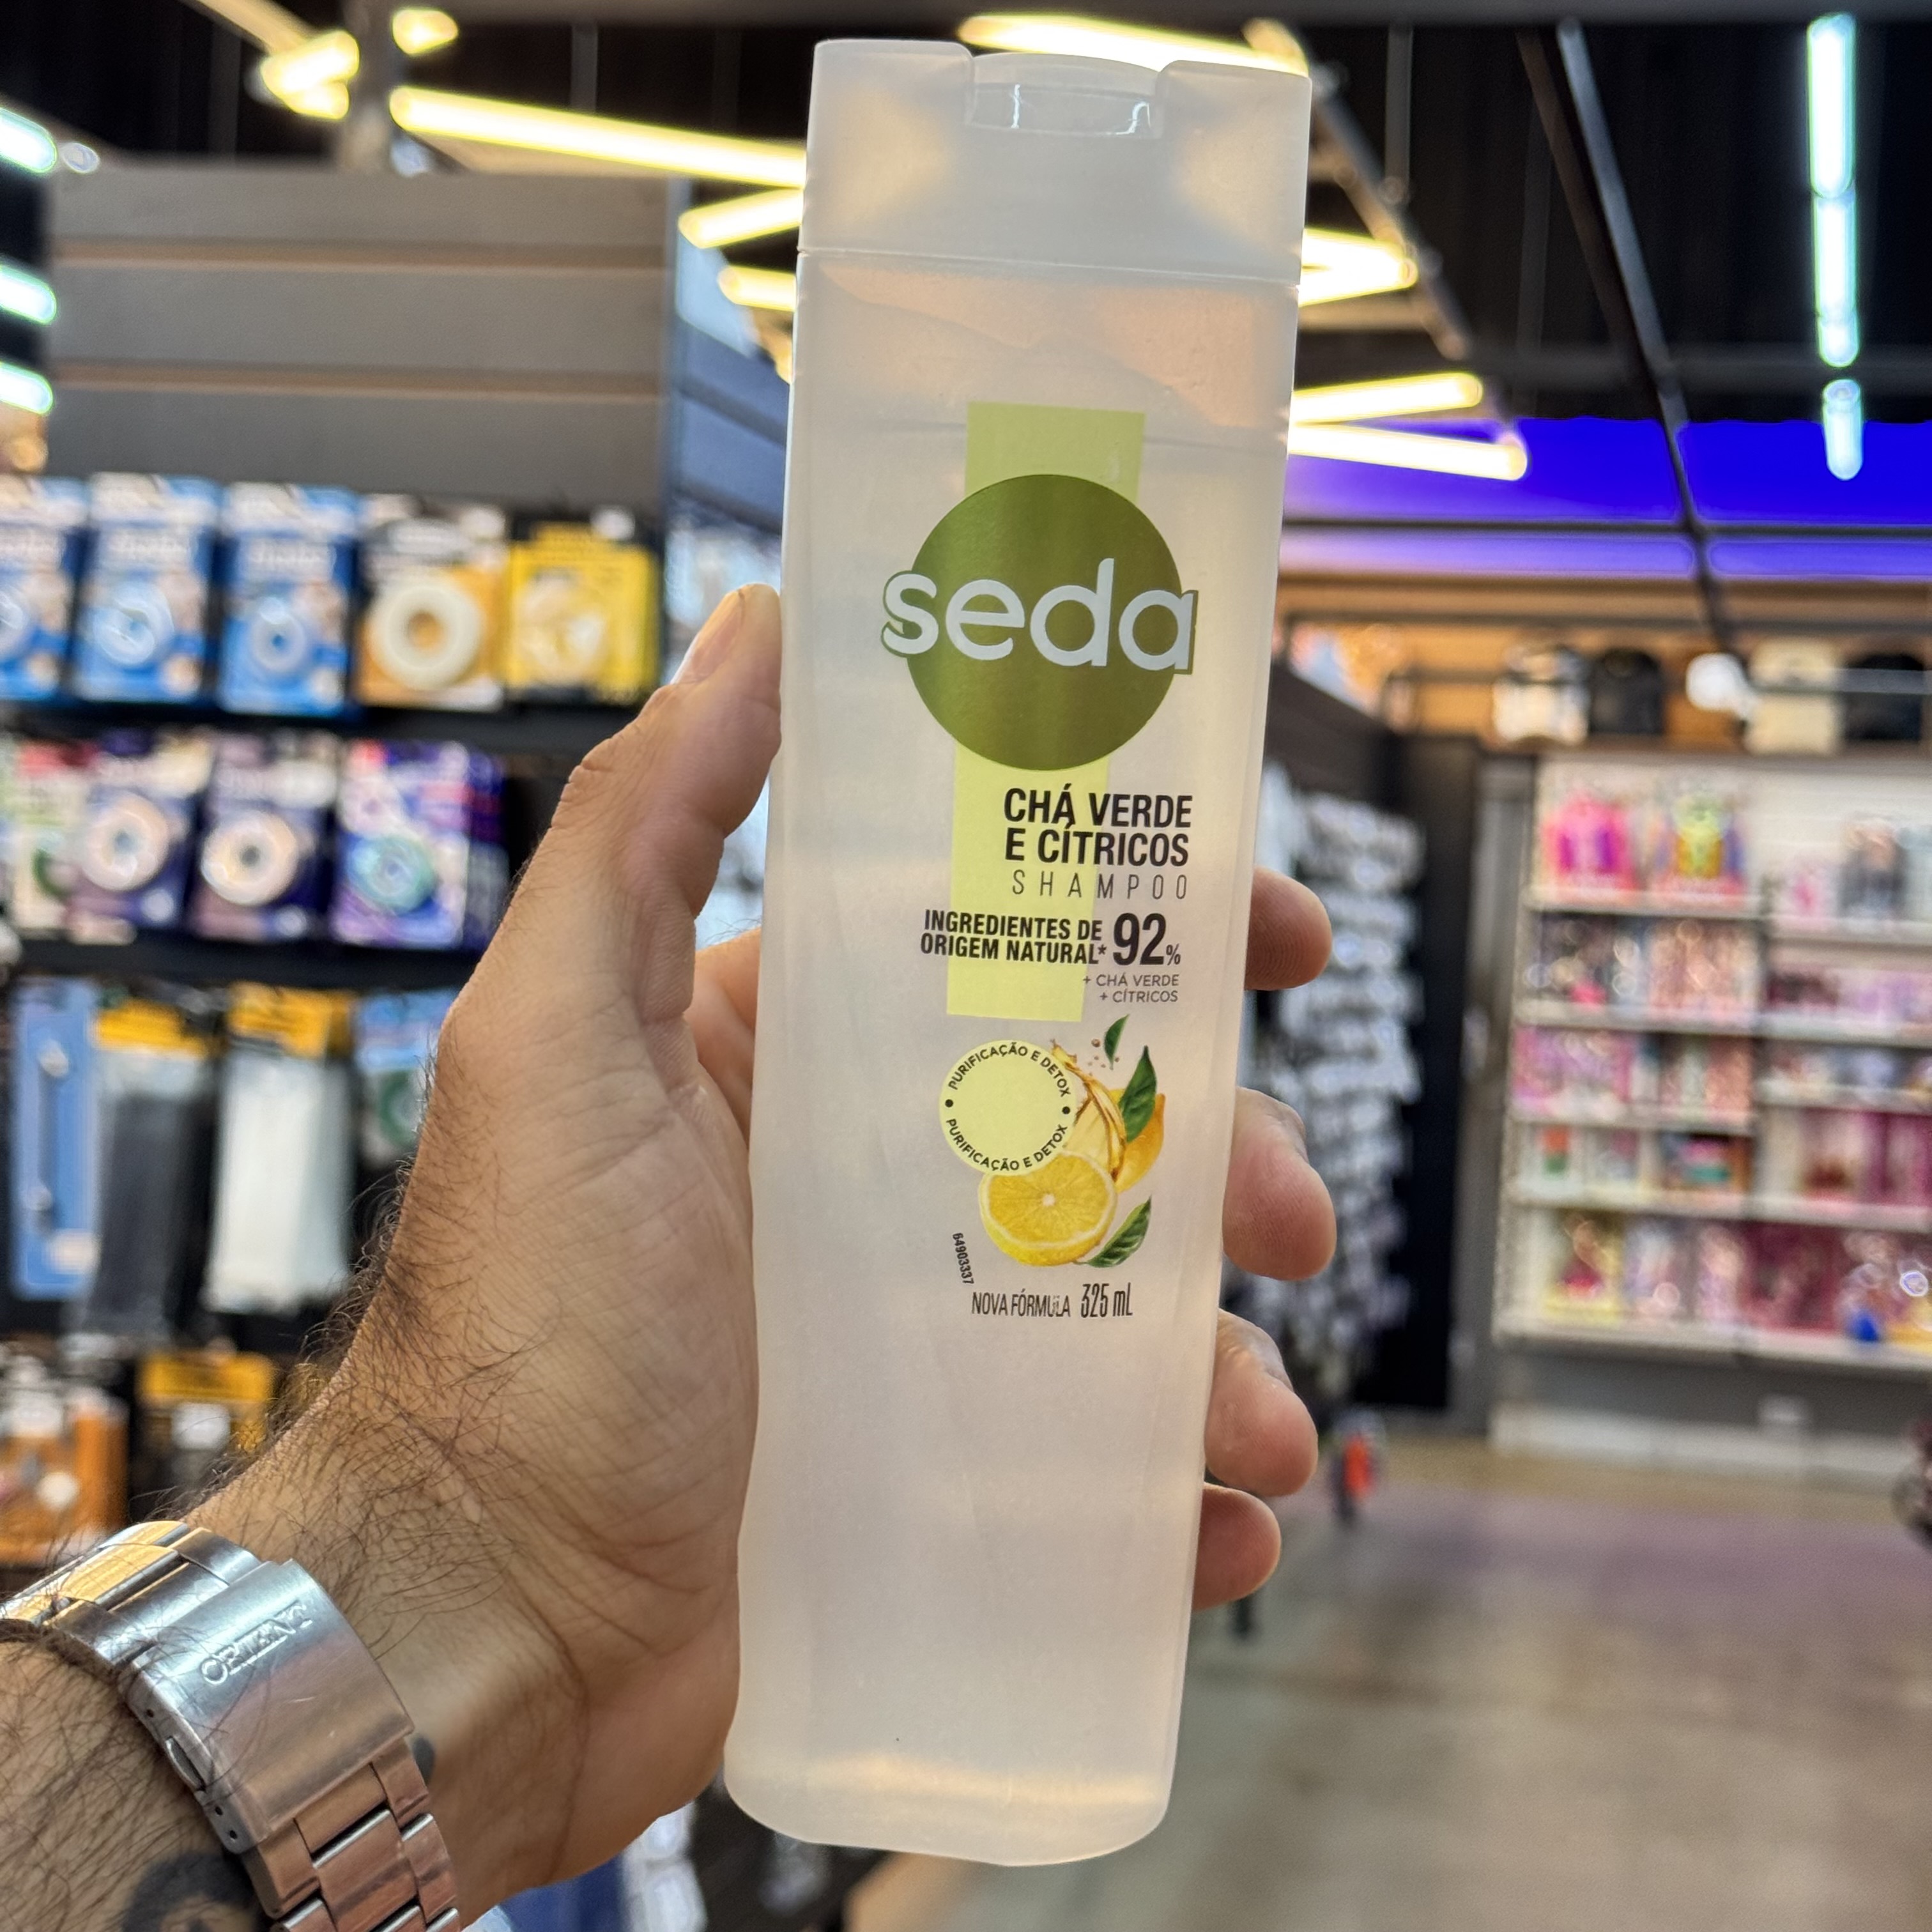 seda
CHÁ VERDE
E CÍTRICOS
SHAMPOO
INGREDIENTES DE
ORIGEM NATURAL* 92%
+ CHÁ VERDE
+ CÍTRICOS
• PURIFICAÇÃO E DETOX • PURIFICAÇÃO E DETOX
64903337
NOVA FÓRMULA 325 mL
ORIENT